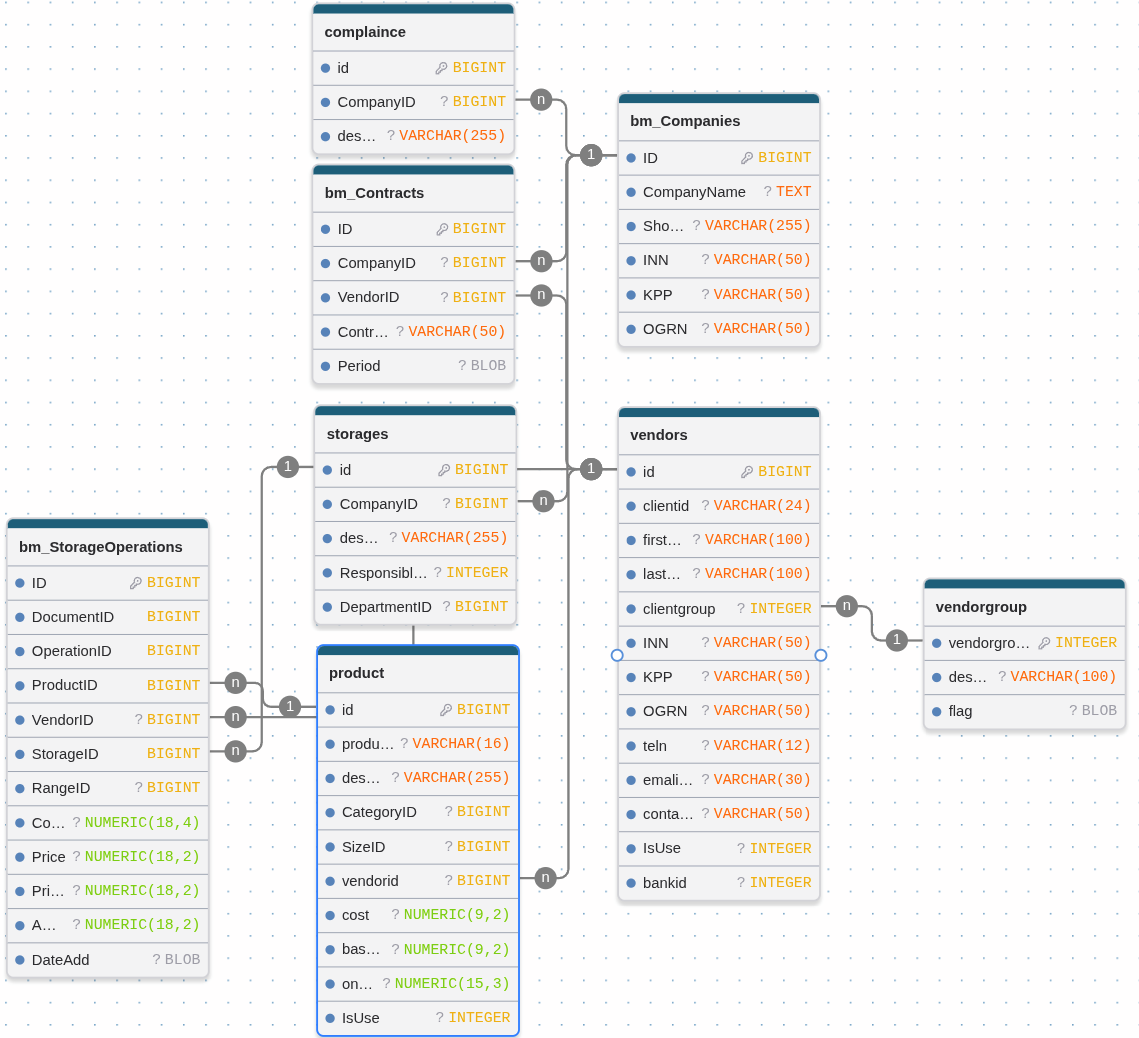 complaince
id BIGINT
CompanyID ? BIGINT
des... ? VARCHAR(255)
bm_Contracts
ID BIGINT
CompanyID ? BIGINT
VendorID ? BIGINT
Contr... ? VARCHAR(50)
Period ? BLOB
storages
id BIGINT
CompanyID ? BIGINT
des... ? VARCHAR(255)
Responsibl... ? INTEGER
DepartmentID ? BIGINT
bm_StorageOperations
ID BIGINT
DocumentID BIGINT
OperationID BIGINT
ProductID BIGINT
VendorID ? BIGINT
StorageID BIGINT
RangeID ? BIGINT
Co... ? NUMERIC(18,4)
Price ? NUMERIC(18,2)
Pri... ? NUMERIC(18,2)
A... ? NUMERIC(18,2)
DateAdd ? BLOB
product
id BIGINT
produ... ? VARCHAR(16)
des... ? VARCHAR(255)
CategoryID ? BIGINT
SizeID ? BIGINT
vendorid ? BIGINT
cost ? NUMERIC(9,2)
bas... ? NUMERIC(9,2)
on... ? NUMERIC(15,3)
IsUse ? INTEGER
bm_Companies
ID BIGINT
CompanyName ? TEXT
Sho... ? VARCHAR(255)
INN ? VARCHAR(50)
KPP ? VARCHAR(50)
OGRN ? VARCHAR(50)
vendors
id BIGINT
clientid ? VARCHAR(24)
first... ? VARCHAR(100)
last... ? VARCHAR(100)
clientgroup ? INTEGER
INN ? VARCHAR(50)
KPP ? VARCHAR(50)
OGRN ? VARCHAR(50)
teln ? VARCHAR(12)
emali... ? VARCHAR(30)
conta... ? VARCHAR(50)
IsUse ? INTEGER
bankid ? INTEGER
vendorgroup
vendorgro... INTEGER
des... ? VARCHAR(100)
flag ? BLOB
n
n
n
1
1
n
1
n
1
n
n
n
n
1